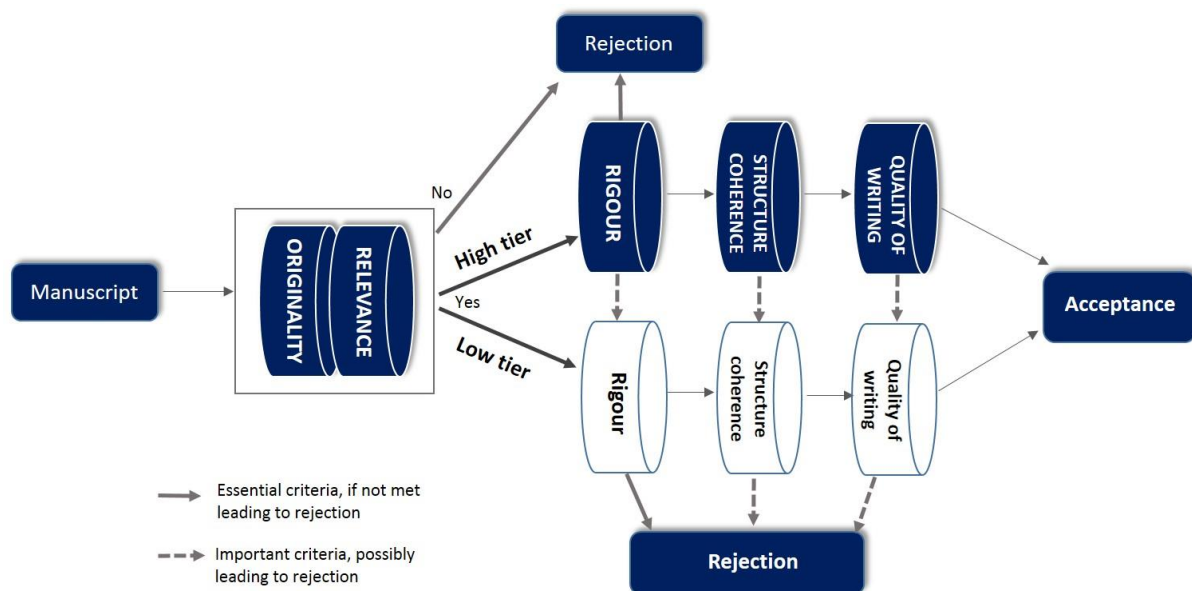 Rejection
No
Manuscript
ORIGINALITY
RELEVANCE
High tier
Yes
Low tier
RIGOUR
STRUCTURE
COHERENCE
QUALITY OF
WRITING
Rigour
Structure
coherence
Quality of
writing
Acceptance
Rejection
Essential criteria, if not met
leading to rejection
Important criteria, possibly
leading to rejection